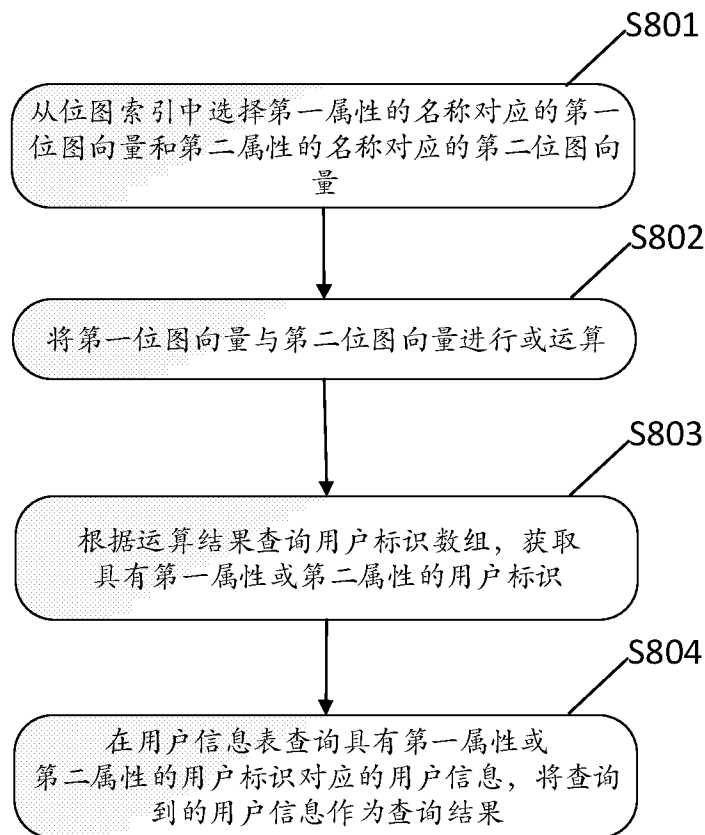 S801
从位图索引中选择第一属性的名称对应的第一
位图向量和第二属性的名称对应的第二位图向
量
S802
将第一位图向量与第二位图向量进行或运算
S803
根据运算结果查询用户标识数组，获取
具有第一属性或第二属性的用户标识
S804
在用户信息表查询具有第一属性或
第二属性的用户标识对应的用户信息，将查询
到的用户信息作为查询结果